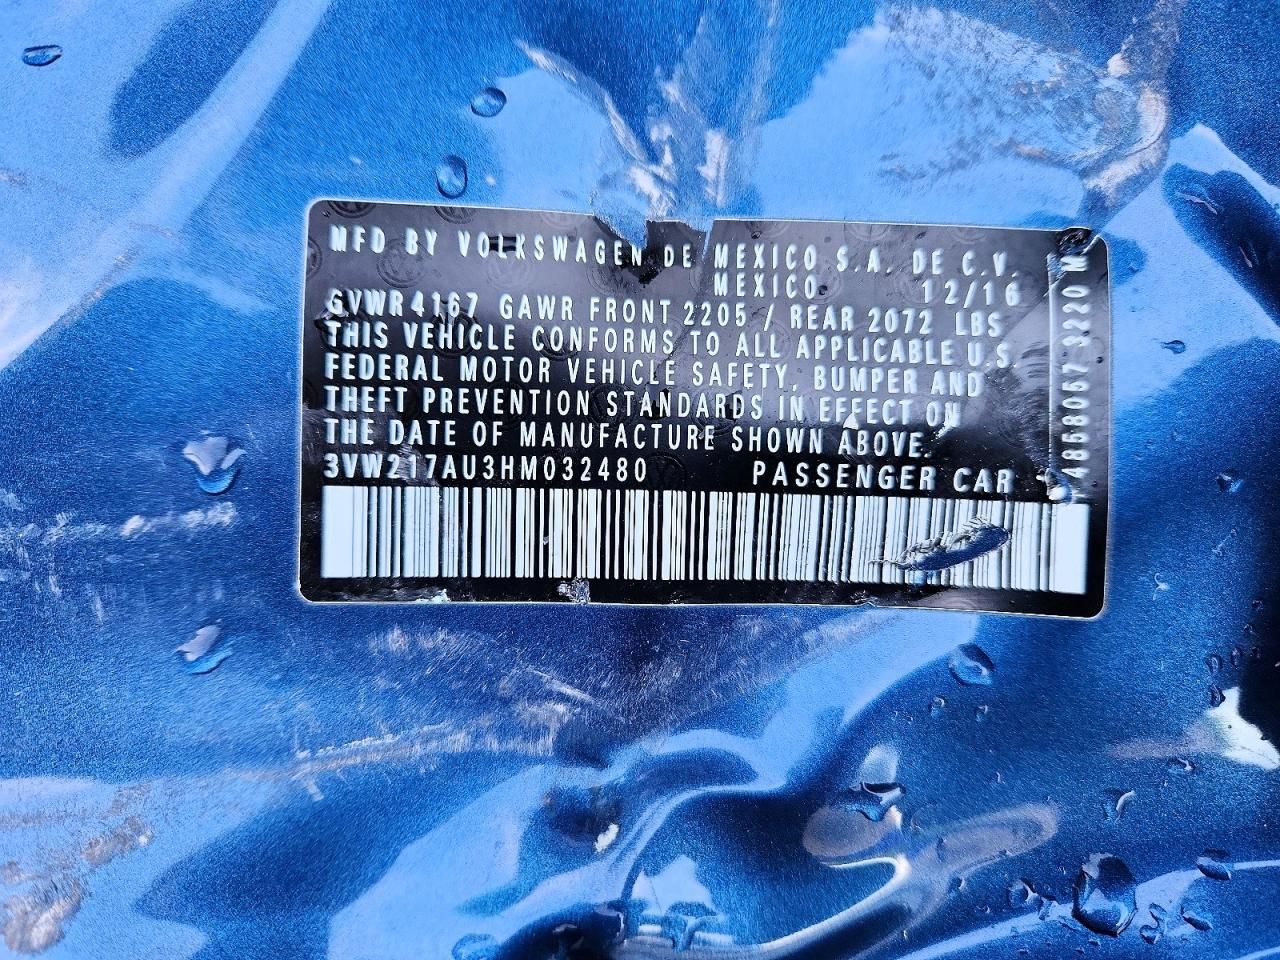 MFD BY VOLKSWAGEN DE MEXICO S.A. DE C.V.
MEXICO 12/16
GVWR 4167 GAWR FRONT 2205 / REAR 2072 LBS
THIS VEHICLE CONFORMS TO ALL APPLICABLE U.S.
FEDERAL MOTOR VEHICLE SAFETY, BUMPER AND
THEFT PREVENTION STANDARDS IN EFFECT ON
THE DATE OF MANUFACTURE SHOWN ABOVE.
3VW217AU3HM032480 PASSENGER CAR